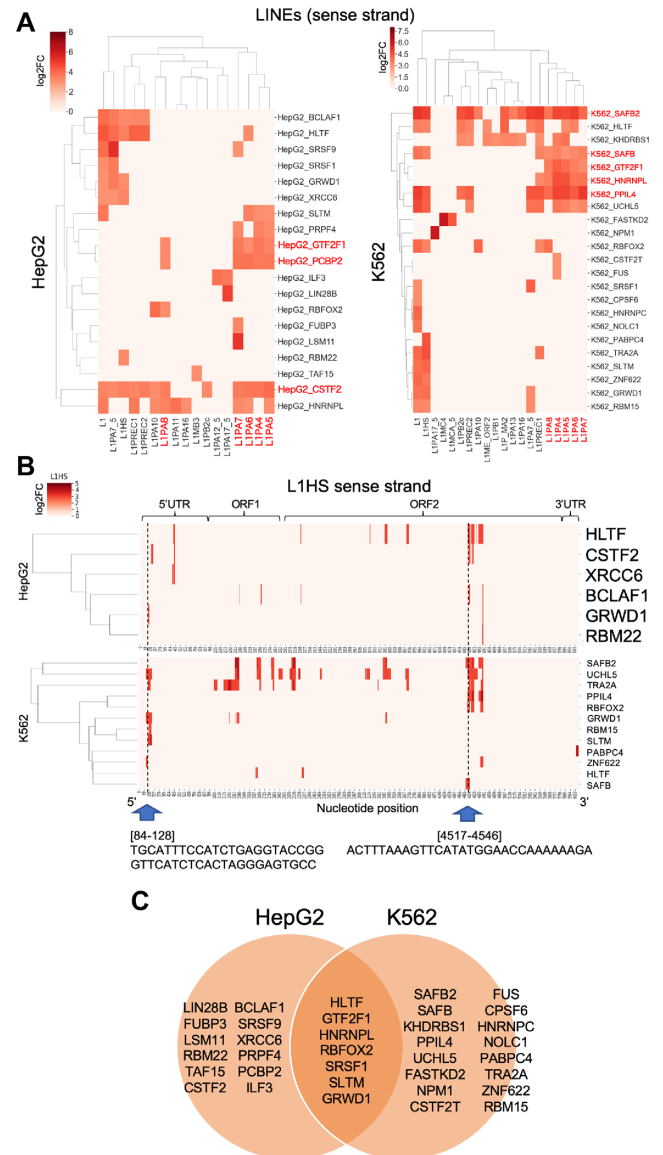 A
LINEs (sense strand)
log2FC
8
6
4
2
0
log2FC
7.5
5.0
2.5
0.0
HepG2
HepG2_BCLAF1
HepG2_HLTF
HepG2_SRSF9
HepG2_SRSF1
HepG2_GRWD1
HepG2_XRCC6
HepG2_SLTM
HepG2_PRPF4
HepG2_GTF2F1
HepG2_PCBP2
HepG2_ILF3
HepG2_LIN28B
HepG2_RBFOX2
HepG2_FUBP3
HepG2_LSM11
HepG2_RBM22
HepG2_TAF15
HepG2_CSTF2
HepG2_HNRNPL
L1
L1PA7_5
L1HS
L1PREC1
L1PREC2
L1PA10
L1PA8
L1PA11
L1PA16
L1MB3
L1PB2c
L1PA12_5
L1PA17_5
L1PA7
L1PA6
L1PA4
L1PA5
K562
K562_SAFB2
K562_HLTF
K562_KHDRBS1
K562_SAFB
K562_GTF2F1
K562_HNRNPL
K562_PPIL4
K562_UCHL5
K562_FASTKD2
K562_NPM1
K562_RBFOX2
K562_CSTF2T
K562_FUS
K562_SRSF1
K562_CPSF6
K562_HNRNPC
K562_NOLC1
K562_PABPC4
K562_TRA2A
K562_SLTM
K562_ZNF622
K562_GRWD1
K562_RBM15
L1
L1HS
L1PA17_5
L1MC4
L1MCA_5
L1PB2c
L1PREC2
L1PA10
L1ME_ORF2
L1PB1
L1P_MA2
L1PA13
L1PA16
L1PA7_5
L1PREC1
L1PA8
L1PA4
L1PA5
L1PA6
L1PA7
B
L1HS
log2FC
5
4
3
2
1
0
L1HS sense strand
5'UTR
ORF1
ORF2
3'UTR
HepG2
HLTF
CSTF2
XRCC6
BCLAF1
GRWD1
RBM22
K562
SAFB2
UCHL5
TRA2A
PPIL4
RBFOX2
GRWD1
RBM15
SLTM
PABPC4
ZNF622
HLTF
SAFB
5'
Nucleotide position
3'
[84-128]
TGCATTTCCATCTGAGGTACCGG
GTTCATCTCACTAGGGAGTGCC
[4517-4546]
ACTTTAAAGTTCATATGGAACCAAAAAAGA
C
HepG2
K562
LIN28B BCLAF1
FUBP3 SRSF9
LSM11 XRCC6
RBM22 PRPF4
TAF15 PCBP2
CSTF2 ILF3
HLTF
GTF2F1
HNRNPL
RBFOX2
SRSF1
SLTM
GRWD1
SAFB2 FUS
SAFB CPSF6
KHDRBS1 HNRNPC
PPIL4 NOLC1
UCHL5 PABPC4
FASTKD2 TRA2A
NPM1 ZNF622
CSTF2T RBM15